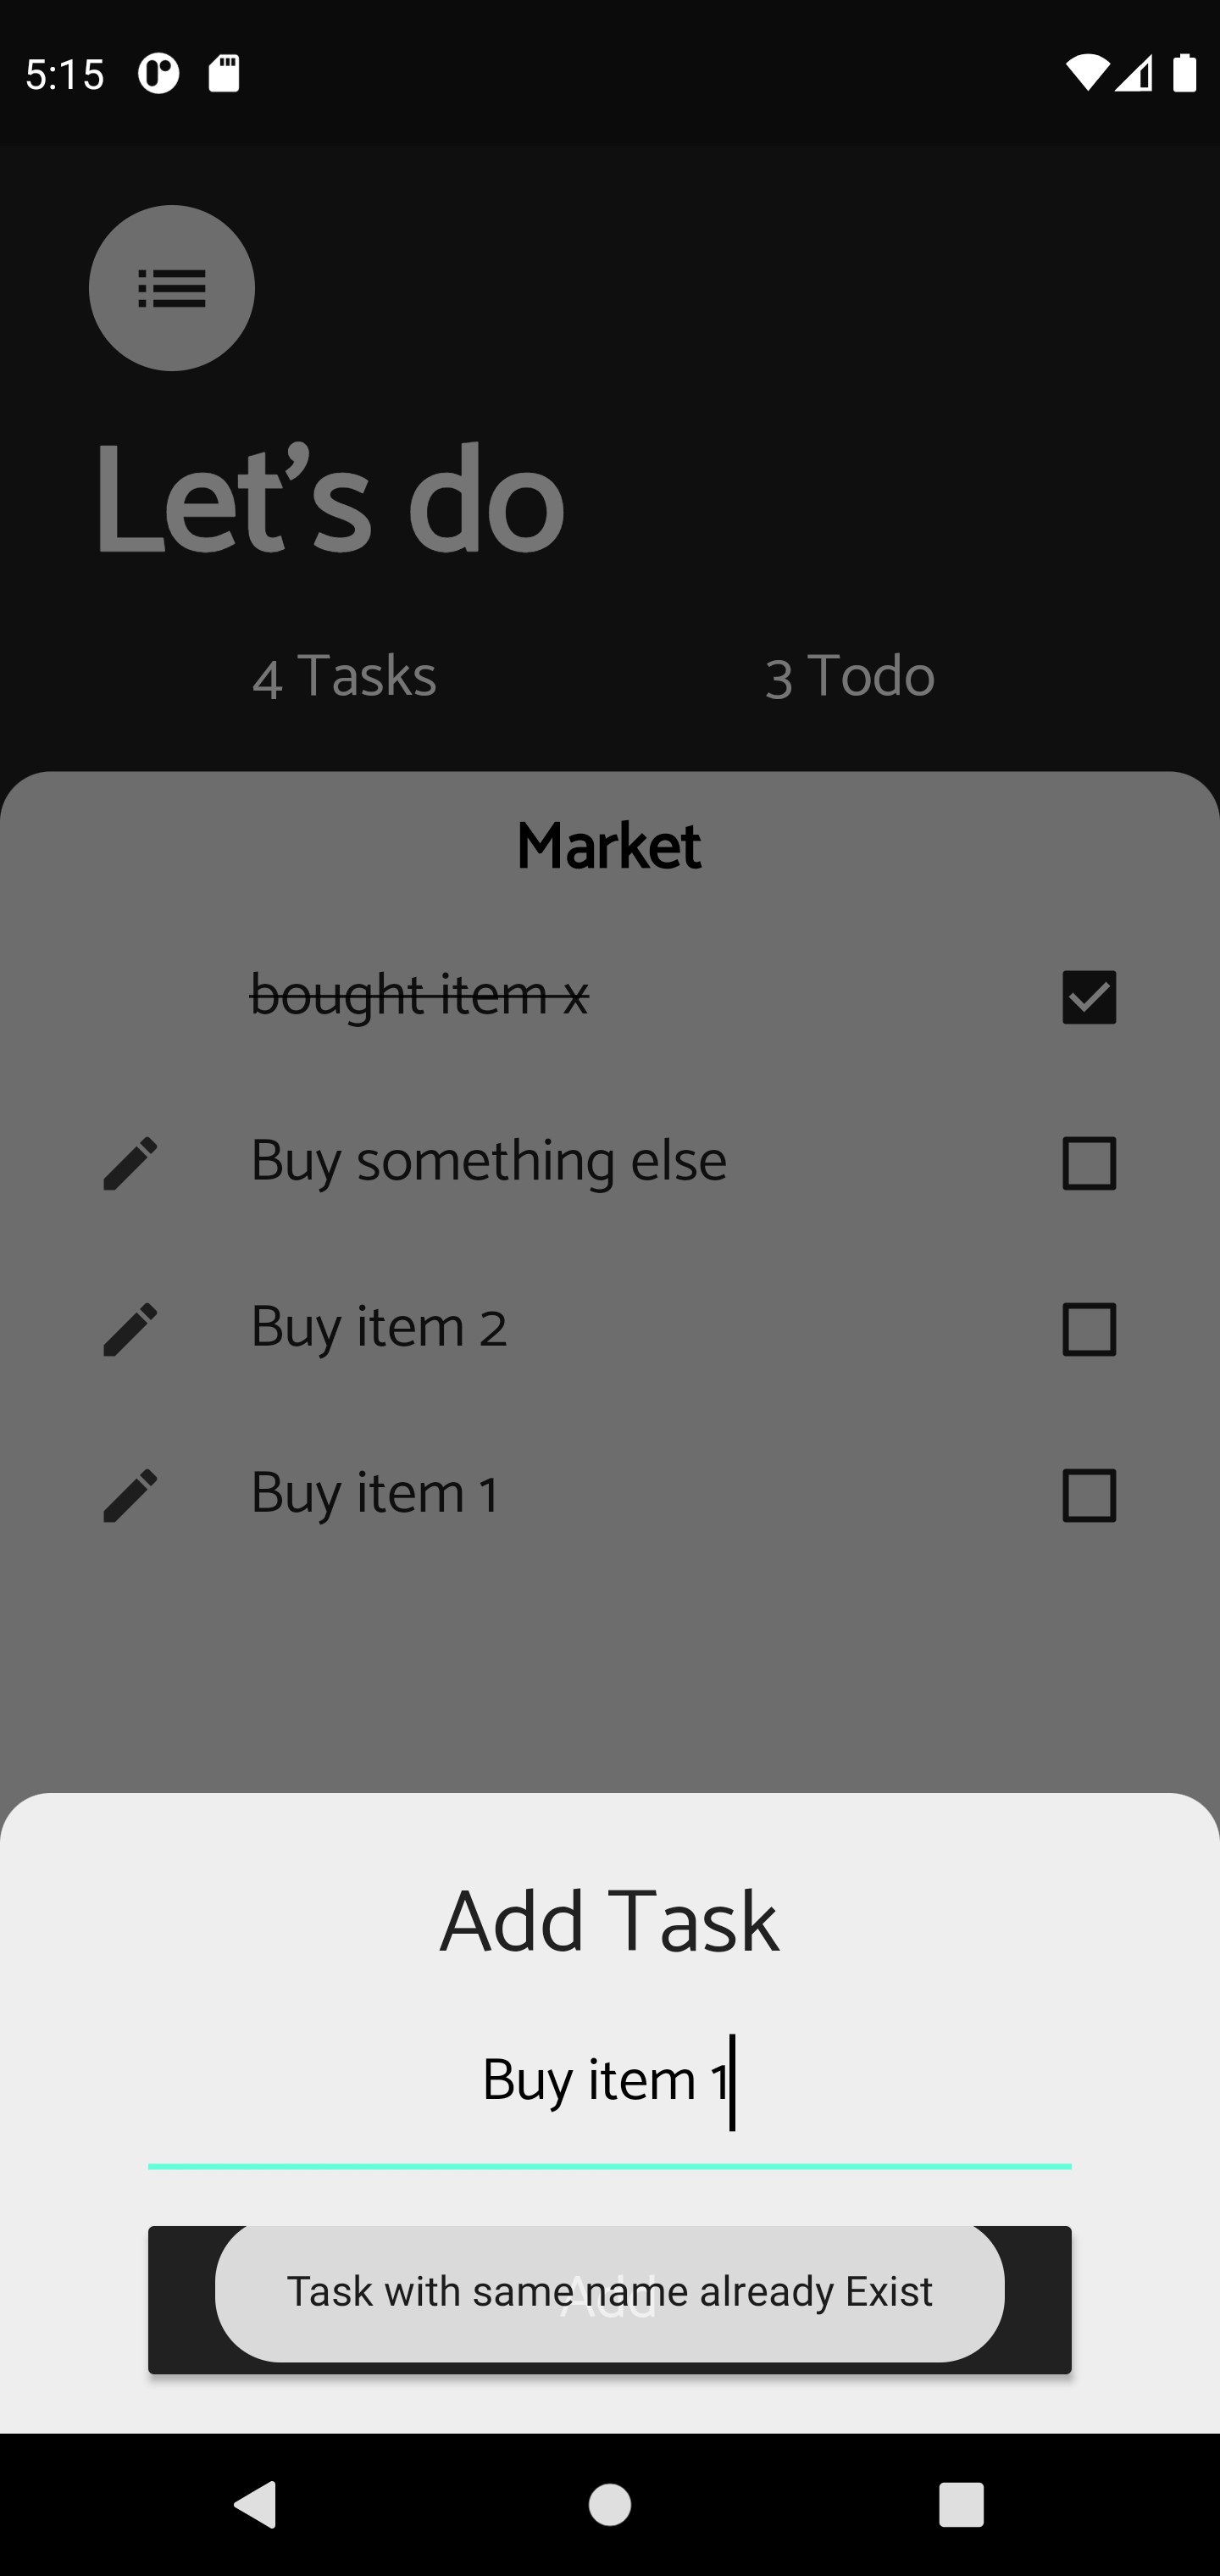 5:15
Let's do
4 Tasks 3 Todo
Market
bought item x
Buy something else
Buy item 2
Buy item 1
Add Task
Buy item 1
Add
Task with same name already Exist